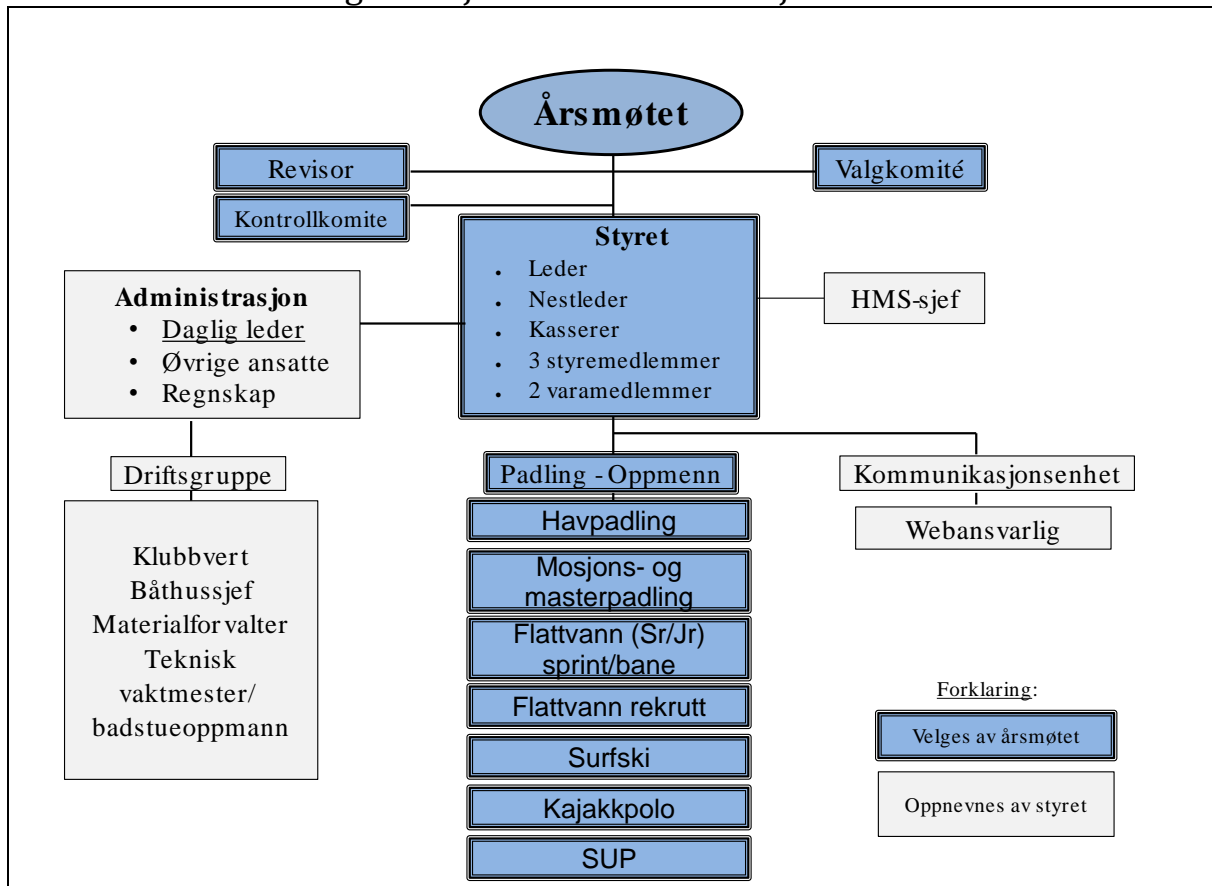 Årsmøtet
Revisor
Valgkomité
Kontrollkomite
Styret
• Leder
• Nestleder
• Kasserer
• 3 styremedlemmer
• 2 varamedlemmer
Administrasjon
• Daglig leder
• Øvrige ansatte
• Regnskap
HMS-sjef
Driftsgruppe
Padling - Oppmenn
Kommunikasjonsenhet
Klubbvert
Båthussjef
Materialforvalter
Teknisk
vaktmester/
badstueoppmann
Havpadling
Mosjons- og
masterpadling
Flattvann (Sr/Jr)
sprint/bane
Flattvann rekrutt
Surfski
Kajakkpolo
SUP
Webansvarlig
Forklaring:
Velges av årsmøtet
Oppnevnes av styret